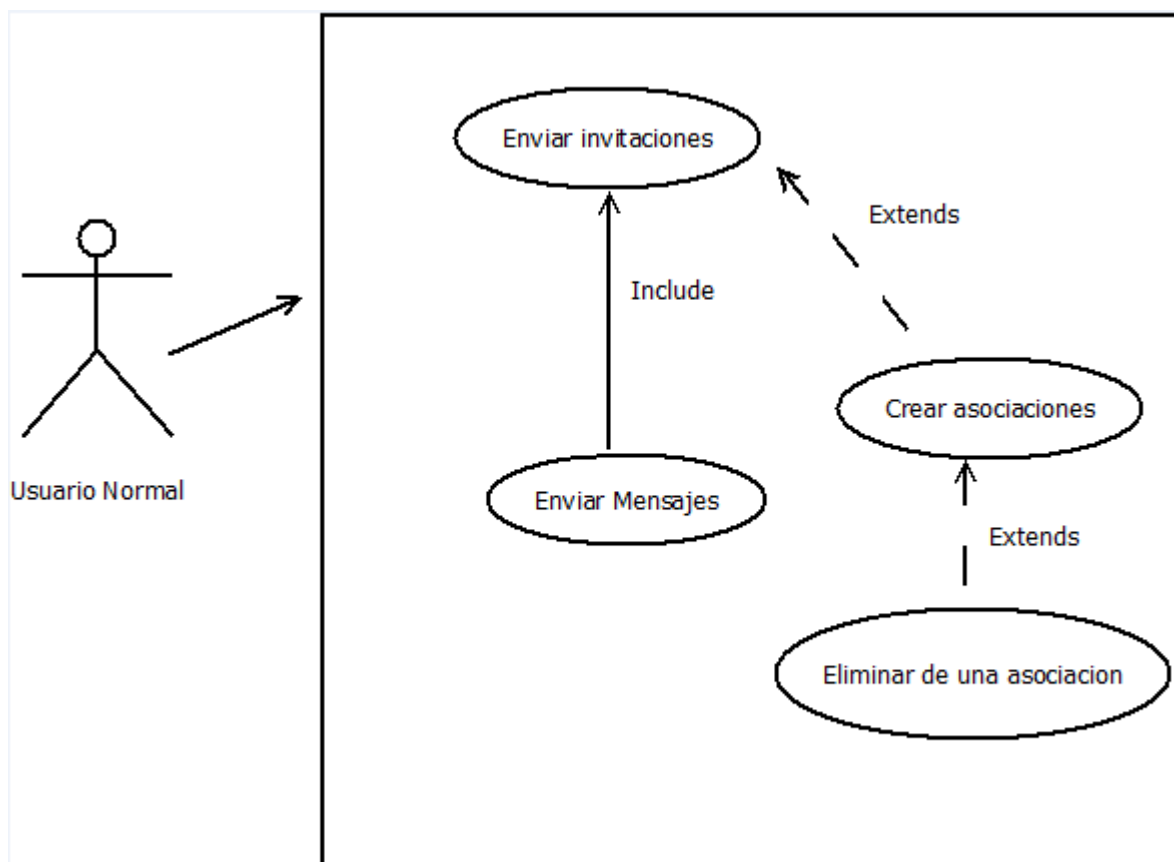 Enviar invitaciones
Extends
Include
Crear asociaciones
Usuario Normal
Enviar Mensajes
Extends
Eliminar de una asociacion